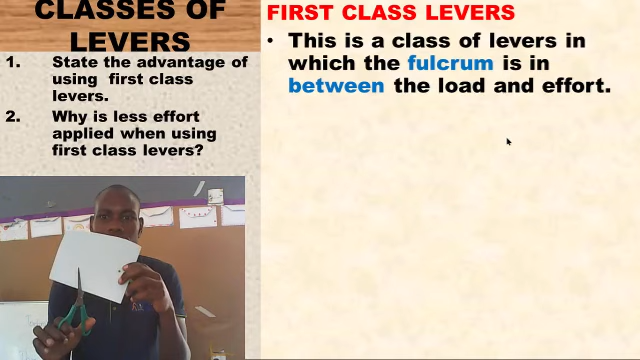 CLASSES OF
LEVERS
1. State the advantage of
using first class
levers.
2. Why is less effort
applied when using
first class levers?
FIRST CLASS LEVERS
• This is a class of levers in
which the fulcrum is in
between the load and effort.